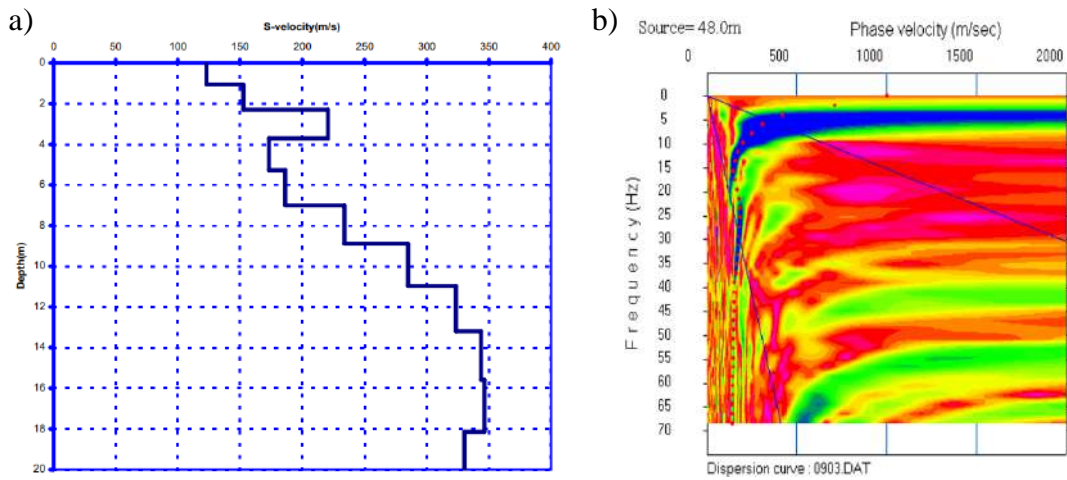 a)
S-velocity(m/s)
0 50 100 150 200 250 300 350 400
Depth(m)
0
2
4
6
8
10
12
14
16
18
20
b)
Source= 48.0m Phase velocity (m/sec)
0 500 1000 1500 2000
Frequency (Hz)
0
5
10
15
20
25
30
35
40
45
50
55
60
65
70
Dispersion curve : 0903.DAT